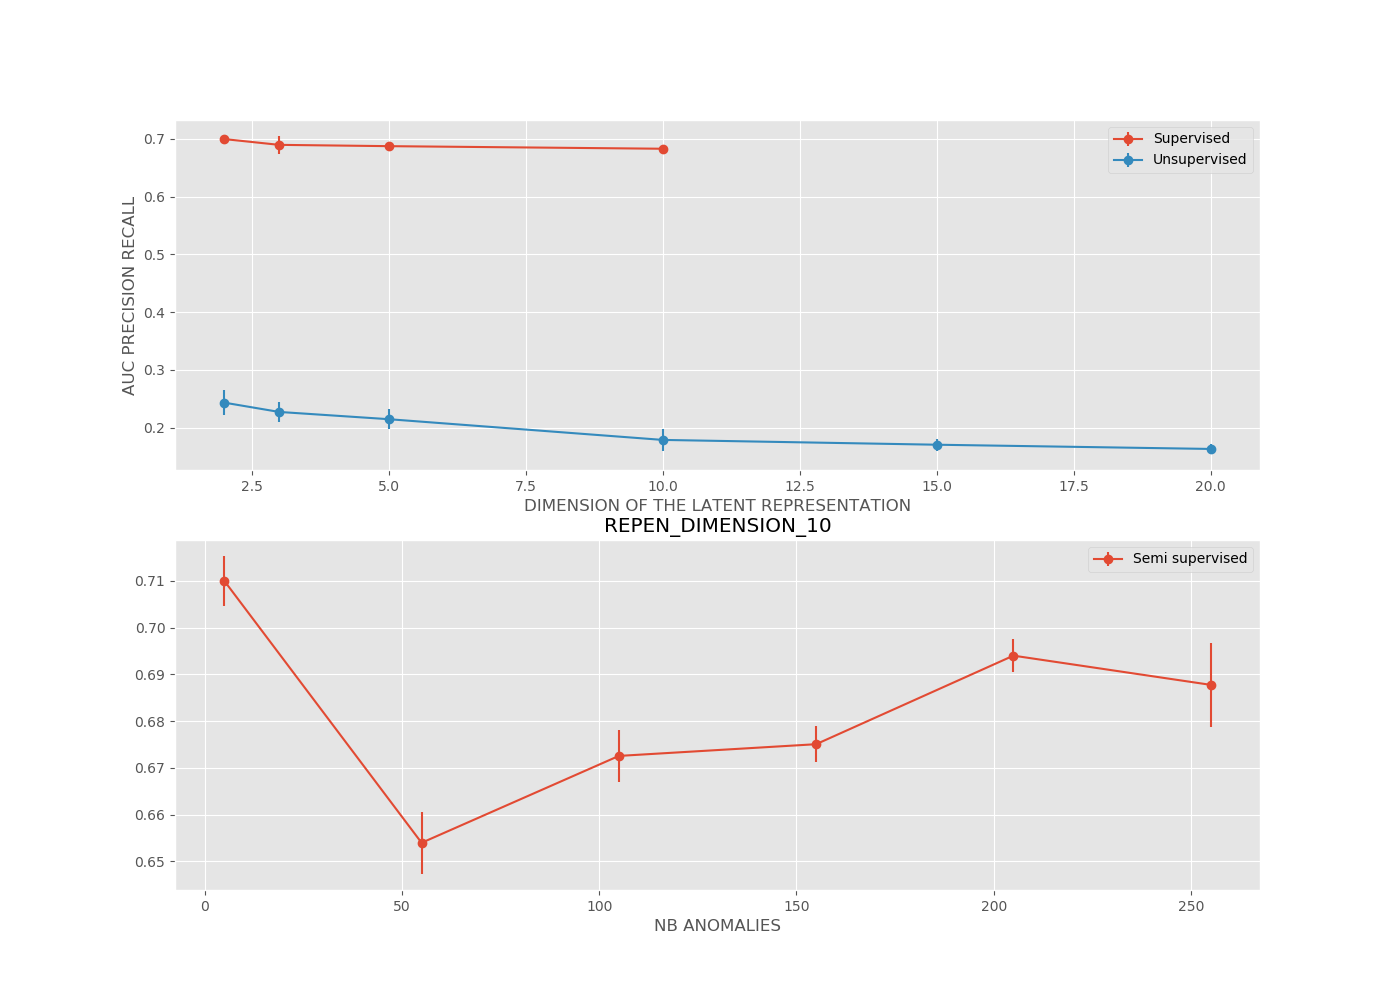 0.7
0.6
0.5
0.4
0.3
0.2
AUC PRECISION RECALL
Supervised
Unsupervised
2.5 5.0 7.5 10.0 12.5 15.0 17.5 20.0
DIMENSION OF THE LATENT REPRESENTATION
REPEN_DIMENSION_10
0.71
0.70
0.69
0.68
0.67
0.66
0.65
Semi supervised
0 50 100 150 200 250
NB ANOMALIES